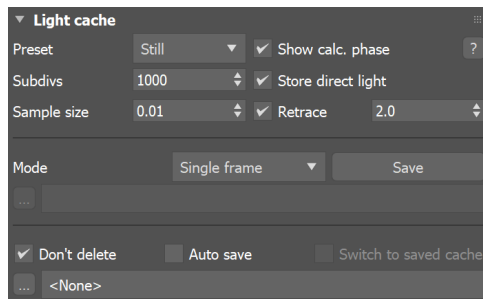 Light cache
Preset Still Show calc. phase ?
Subdivs 1000 Store direct light
Sample size 0.01 Retrace 2.0
Mode Single frame Save
...
Don't delete Auto save Switch to saved cache
... <None>